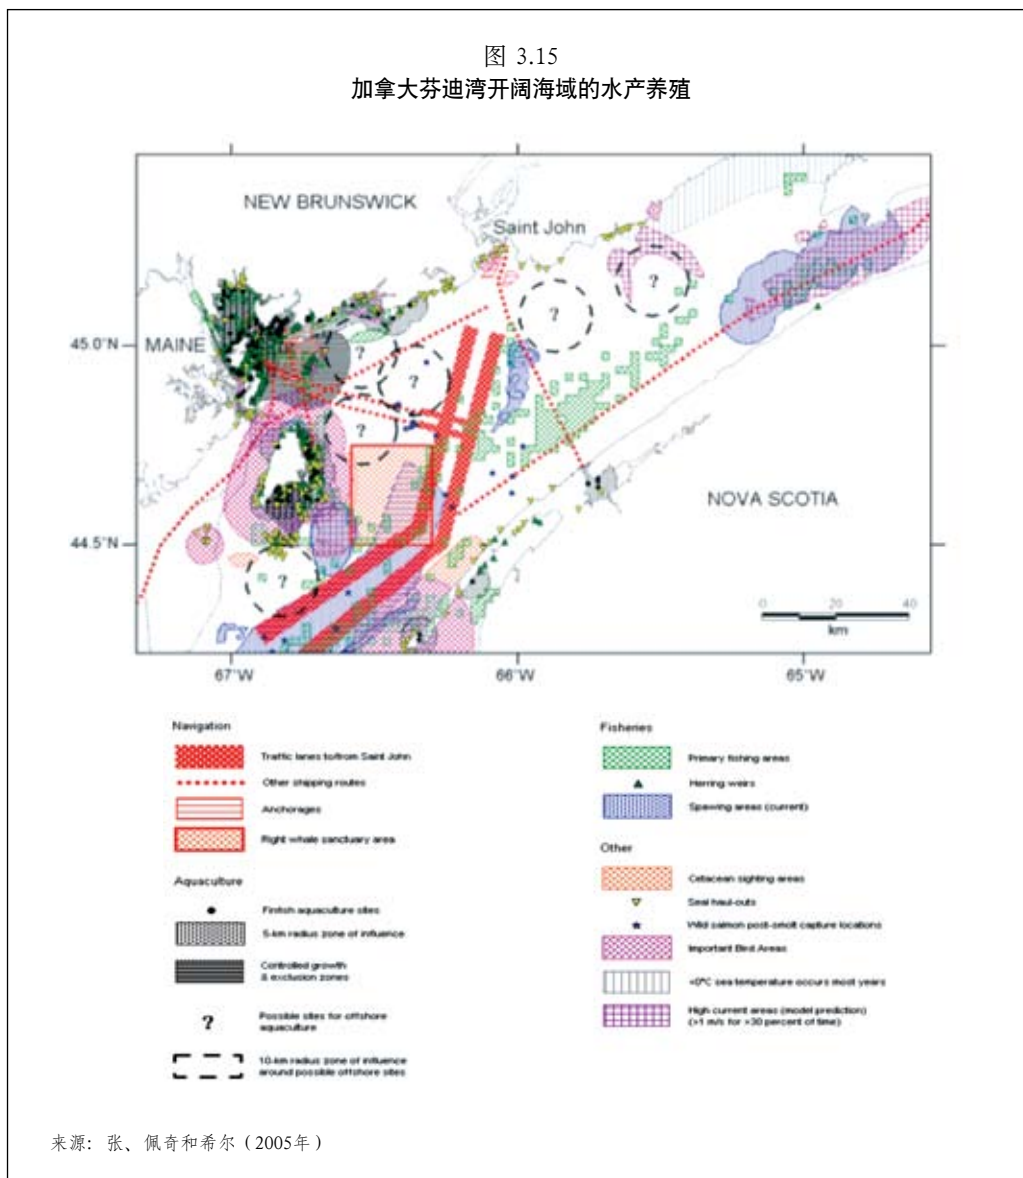 图 3.15
加拿大芬迪湾开阔海域的水产养殖
NEW BRUNSWICK
Saint John
MAINE
NOVA SCOTIA
45.0°N
44.5°N
?
?
?
?
?
?
0 20 40
km
67°W 66°W 65°W
Navigation
Traffic lanes to/from Saint John
Other shipping routes
Anchorages
Right whale sanctuary area
Aquaculture
Finfish aquaculture sites
5-km radius zone of influence
Controlled growth
& exclusion zones
? Possible sites for offshore
aquaculture
10-km radius zone of influence
around possible offshore sites
Fisheries
Primary fishing areas
Herring weirs
Spawning areas (current)
Other
Cetacean sighting areas
Seal haul-outs
Wild salmon post-smolt capture locations
Important Bird Areas
<0°C sea temperature occurs most years
High current areas (model prediction)
(>1 m/s for >30 percent of time)
来源：张、佩奇和希尔（2005年）